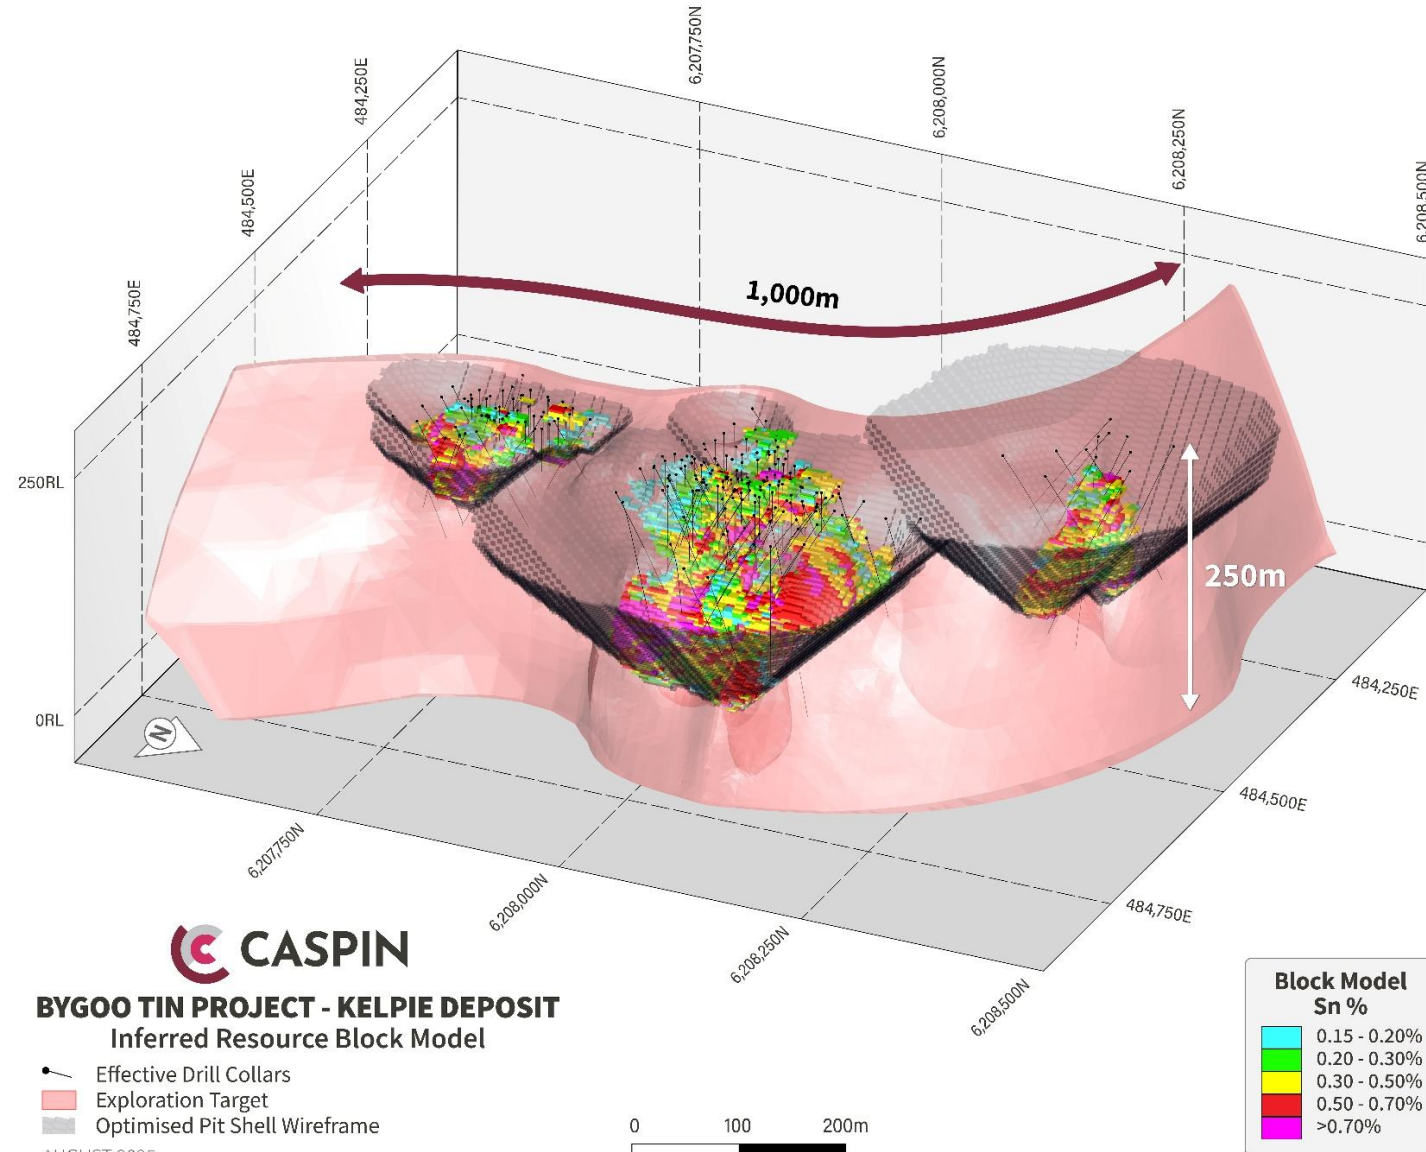 6,207,750N
484,250E
6,208,000N
6,208,250N
6,208,500N
484,500E
484,750E
1,000m
250RL
250m
0RL
N
484,250E
484,500E
484,750E
6,207,750N
6,208,000N
6,208,250N
6,208,500N
CASPIN
BYGOO TIN PROJECT - KELPIE DEPOSIT
Inferred Resource Block Model
Effective Drill Collars
Exploration Target
Optimised Pit Shell Wireframe
0 100 200m
Block Model
Sn %
0.15 - 0.20%
0.20 - 0.30%
0.30 - 0.50%
0.50 - 0.70%
>0.70%